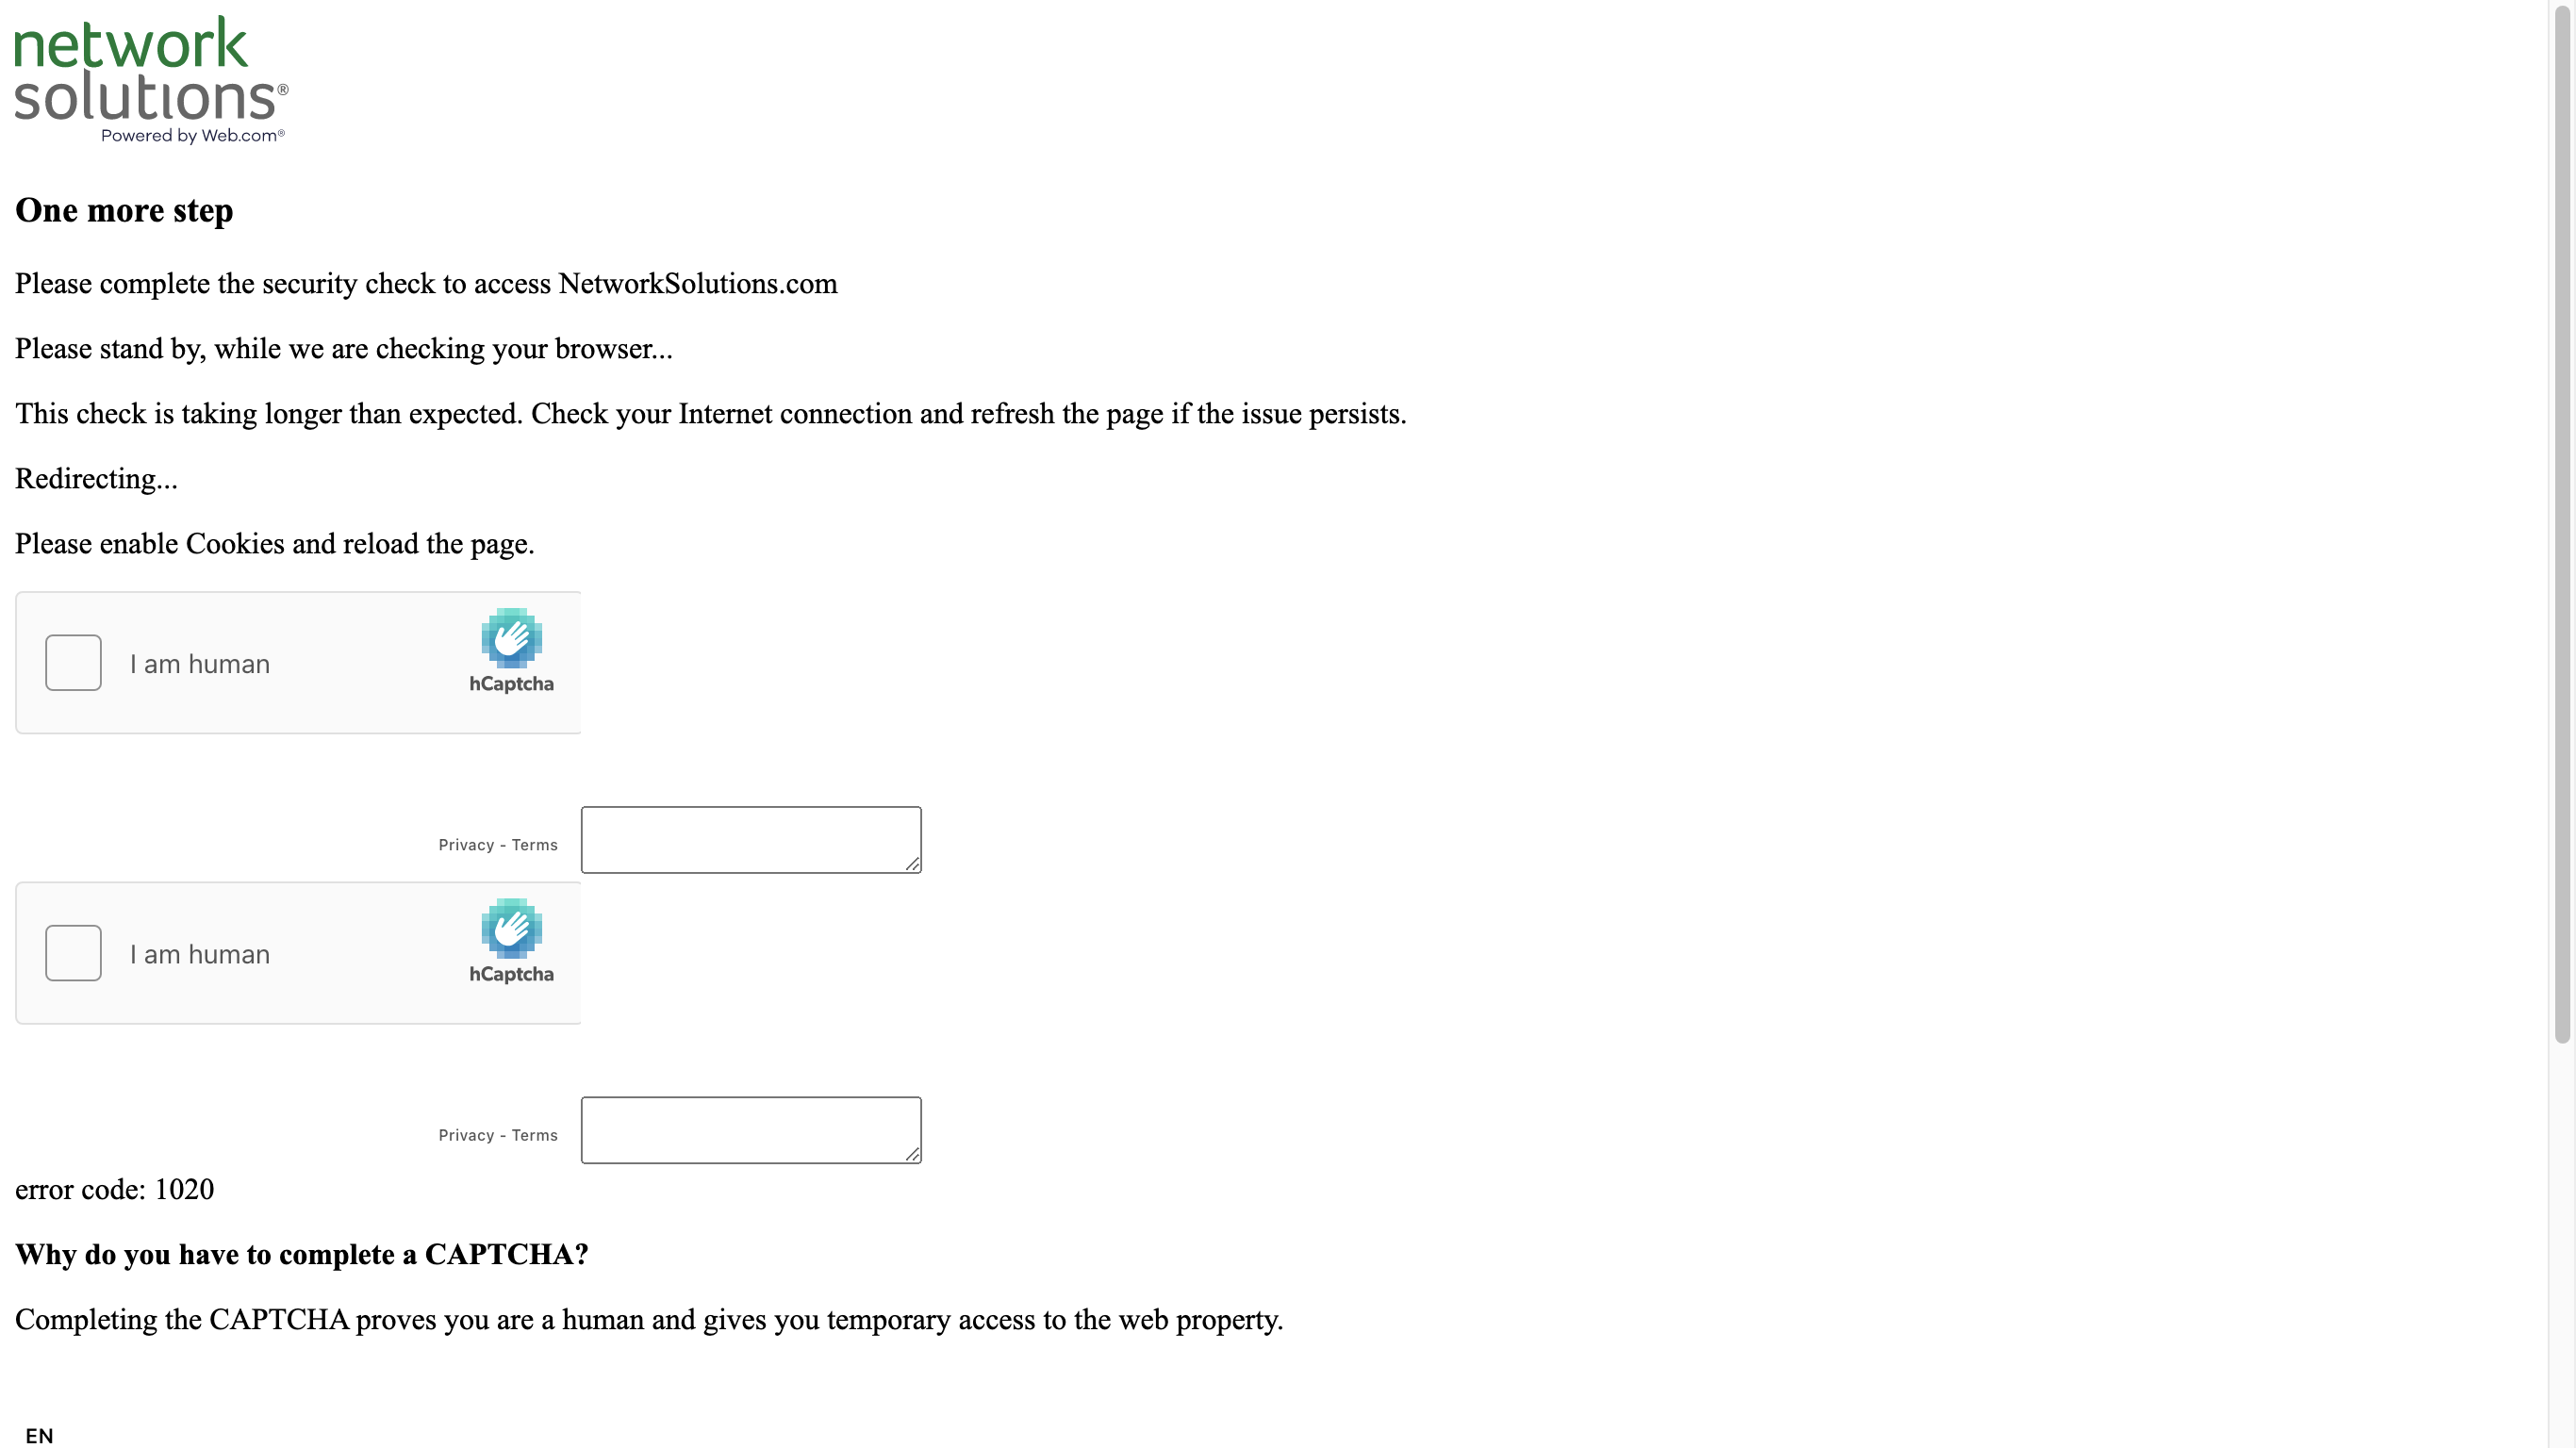 network
solutions®
Powered by Web.com®
One more step
Please complete the security check to access NetworkSolutions.com
Please stand by, while we are checking your browser...
This check is taking longer than expected. Check your Internet connection and refresh the page if the issue persists.
Redirecting...
Please enable Cookies and reload the page.
I am human
hCaptcha
Privacy - Terms
I am human
hCaptcha
Privacy - Terms
error code: 1020
Why do you have to complete a CAPTCHA?
Completing the CAPTCHA proves you are a human and gives you temporary access to the web property.
EN